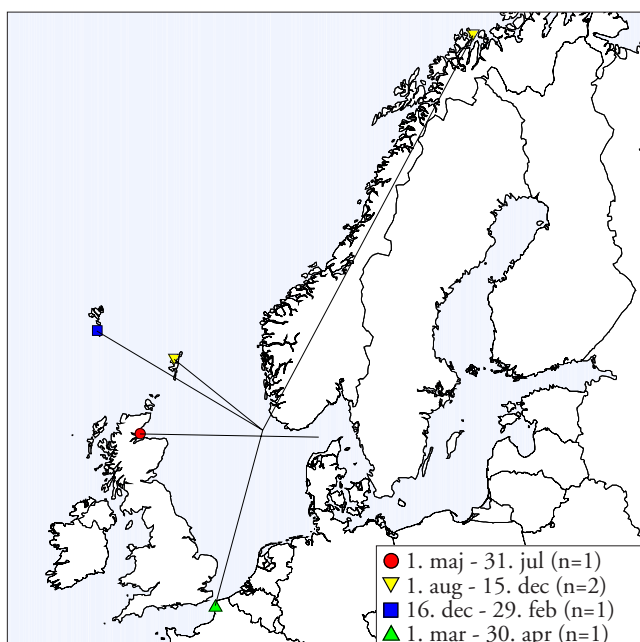 1. maj - 31. jul (n=1)
1. aug - 15. dec (n=2)
16. dec - 29. feb (n=1)
1. mar - 30. apr (n=1)